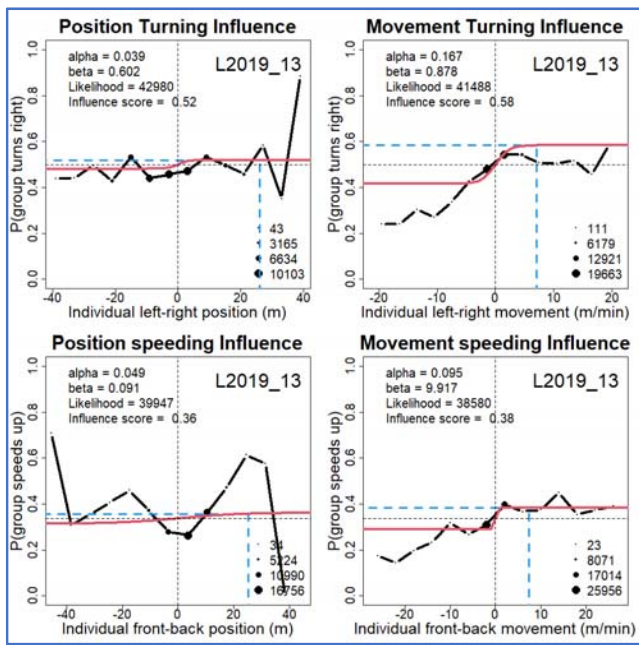 Position Turning Influence
alpha = 0.039
beta = 0.602
Likelihood = 42980
Influence score = 0.52
L2019_13
P(group turns right)
0.0 0.2 0.4 0.6 0.8 1.0
43
3165
6634
10103
-40 -20 0 20 40
Individual left-right position (m)
Movement Turning Influence
alpha = 0.167
beta = 0.878
Likelihood = 41488
Influence score = 0.58
L2019_13
P(group turns right)
0.0 0.2 0.4 0.6 0.8 1.0
111
6179
12921
19663
-20 -10 0 10 20
Individual left-right movement (m/min)
Position speeding Influence
alpha = 0.049
beta = 0.091
Likelihood = 39947
Influence score = 0.36
L2019_13
P(group speeds up)
0.0 0.2 0.4 0.6 0.8 1.0
34
5224
10990
16756
-40 -20 0 20 40
Individual front-back position (m)
Movement speeding Influence
alpha = 0.095
beta = 9.917
Likelihood = 38580
Influence score = 0.38
L2019_13
P(group speeds up)
0.0 0.2 0.4 0.6 0.8 1.0
23
8071
17014
25956
-20 -10 0 10 20
Individual front-back movement (m/min)